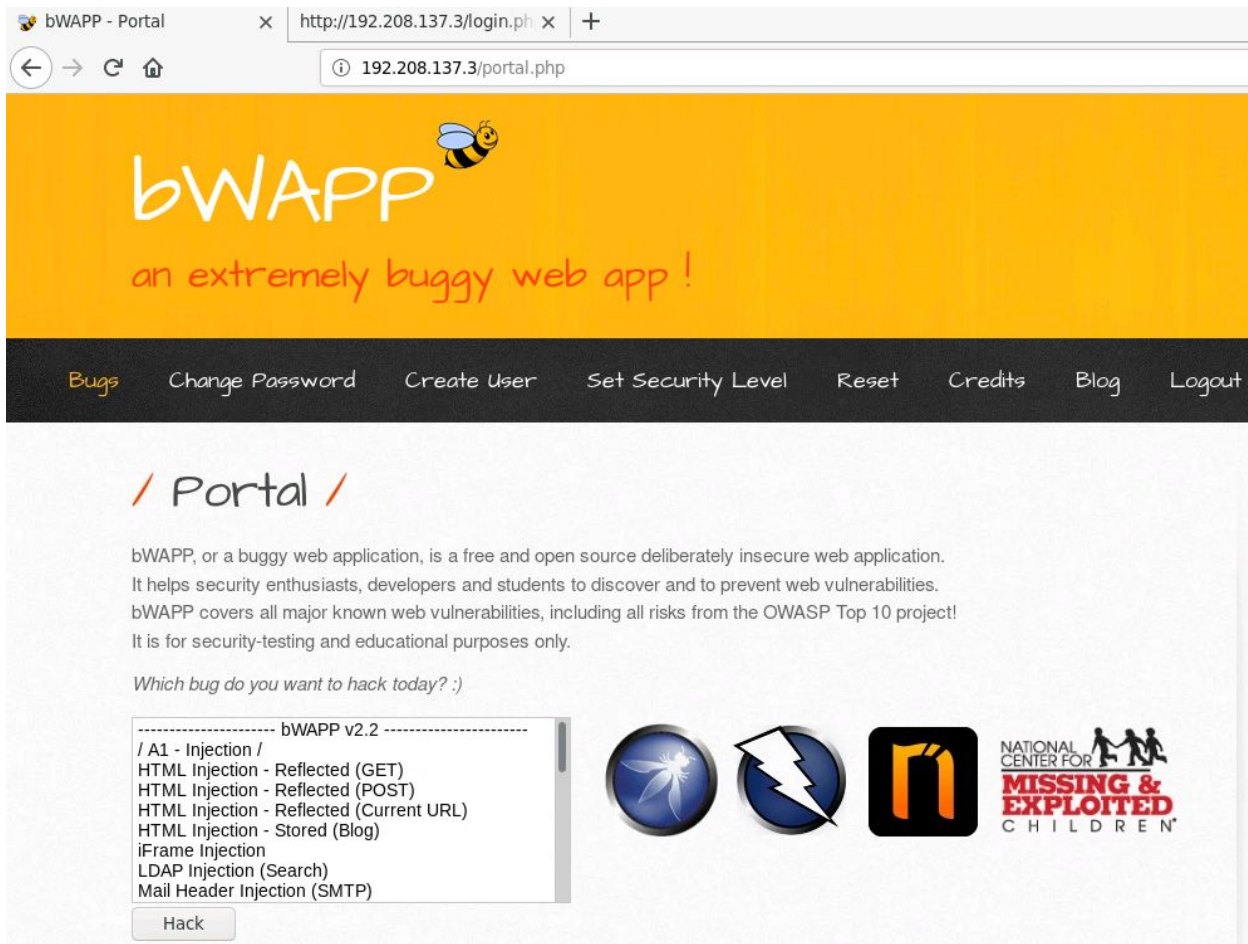 bWAPP - Portal
http://192.208.137.3/login.ph
192.208.137.3/portal.php
bWAPP
an extremely buggy web app !
Bugs Change Password Create User Set Security Level Reset Credits Blog Logout
/ Portal /
bWAPP, or a buggy web application, is a free and open source deliberately insecure web application.
It helps security enthusiasts, developers and students to discover and to prevent web vulnerabilities.
bWAPP covers all major known web vulnerabilities, including all risks from the OWASP Top 10 project!
It is for security-testing and educational purposes only.
Which bug do you want to hack today? :)
---------------------- bWAPP v2.2 -----------------------
/ A1 - Injection /
HTML Injection - Reflected (GET)
HTML Injection - Reflected (POST)
HTML Injection - Reflected (Current URL)
HTML Injection - Stored (Blog)
iFrame Injection
LDAP Injection (Search)
Mail Header Injection (SMTP)
Hack
n
NATIONAL
CENTER FOR
MISSING &
EXPLOITED
CHILDREN®